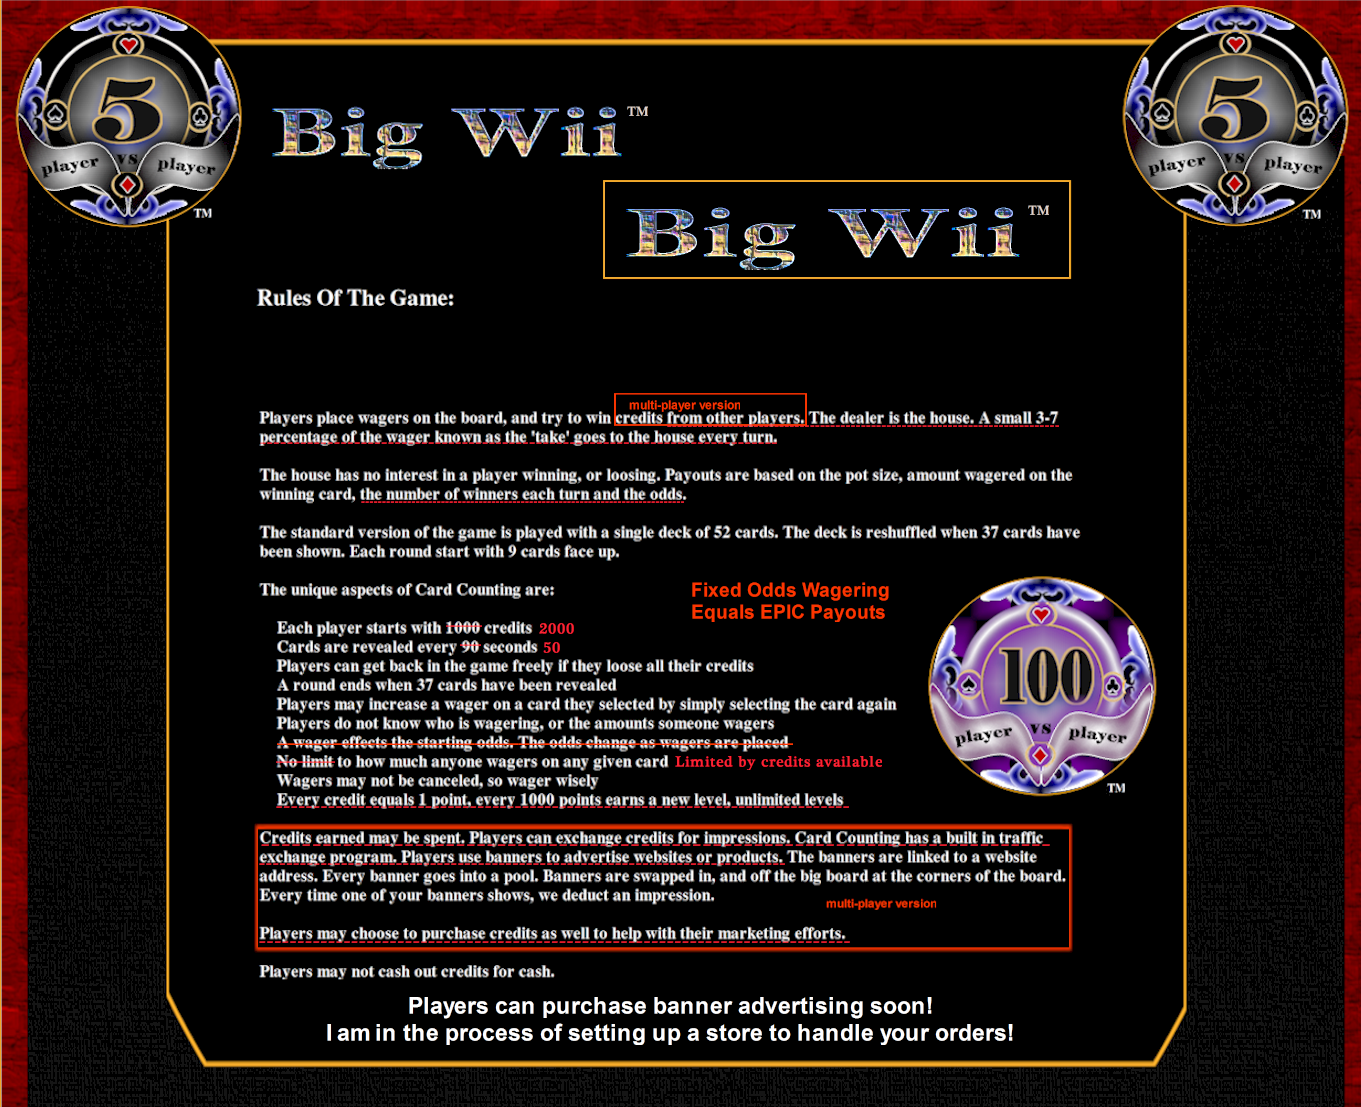 5
player vs player
TM
5
player vs player
TM
Big Wii TM
Big Wii TM
Rules Of The Game:
multi-player version
Players place wagers on the board, and try to win credits from other players. The dealer is the house. A small 3-7
percentage of the wager known as the 'take' goes to the house every turn.
The house has no interest in a player winning, or loosing. Payouts are based on the pot size, amount wagered on the
winning card, the number of winners each turn and the odds.
The standard version of the game is played with a single deck of 52 cards. The deck is reshuffled when 37 cards have
been shown. Each round start with 9 cards face up.
The unique aspects of Card Counting are:
Fixed Odds Wagering
Equals EPIC Payouts
Each player starts with 1000 credits 2000
Cards are revealed every 90 seconds 50
Players can get back in the game freely if they loose all their credits
A round ends when 37 cards have been revealed
Players may increase a wager on a card they selected by simply selecting the card again
Players do not know who is wagering, or the amounts someone wagers
A wager effects the starting odds. The odds change as wagers are placed
No limit to how much anyone wagers on any given card Limited by credits available
Wagers may not be canceled, so wager wisely
Every credit equals 1 point, every 1000 points earns a new level, unlimited levels
100
player vs player
TM
Credits earned may be spent. Players can exchange credits for impressions. Card Counting has a built in traffic
exchange program. Players use banners to advertise websites or products. The banners are linked to a website
address. Every banner goes into a pool. Banners are swapped in, and off the big board at the corners of the board.
Every time one of your banners shows, we deduct an impression.
multi-player version
Players may choose to purchase credits as well to help with their marketing efforts.
Players may not cash out credits for cash.
Players can purchase banner advertising soon!
I am in the process of setting up a store to handle your orders!